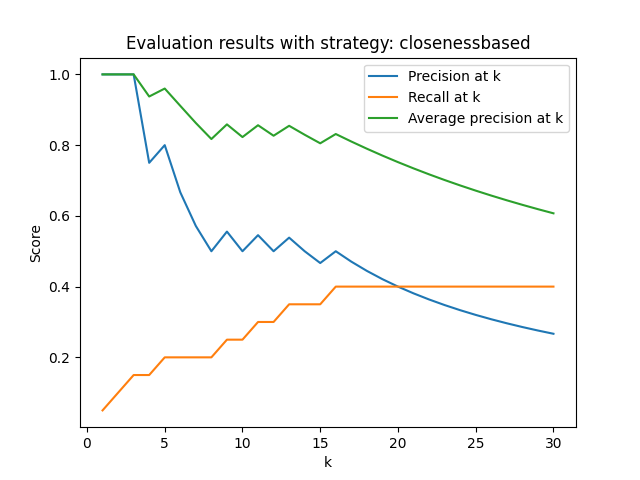 Evaluation results with strategy: closenessbased
Precision at k
Recall at k
Average precision at k
1.0
0.8
0.6
0.4
0.2
Score
0 5 10 15 20 25 30
k